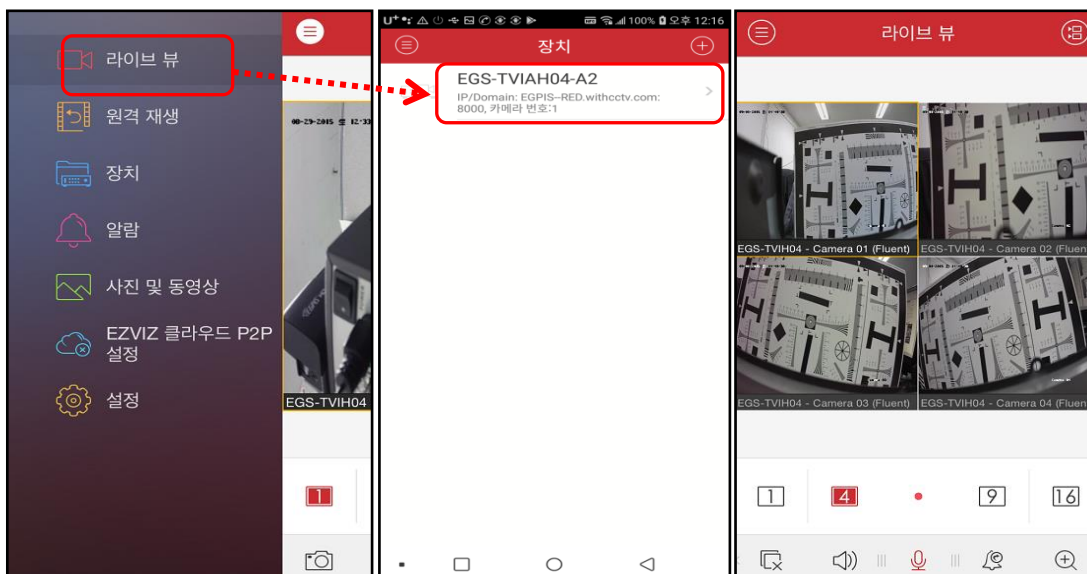 라이브 뷰
원격 재생
장치
알람
사진 및 동영상
EZVIZ 클라우드 P2P
설정
설정
EGS-TVIH04
1
U+ 100% 오후 12:16
장치
EGS-TVIAH04-A2
IP/Domain: EGPIS–RED.withcctv.com:
8000, 카메라 번호:1
라이브 뷰
EGS-TVIH04 - Camera 01 (Fluent)
EGS-TVIH04 - Camera 02 (Fluen
EGS-TVIH04 - Camera 03 (Fluent)
EGS-TVIH04 - Camera 04 (Fluen
1 4 9 16